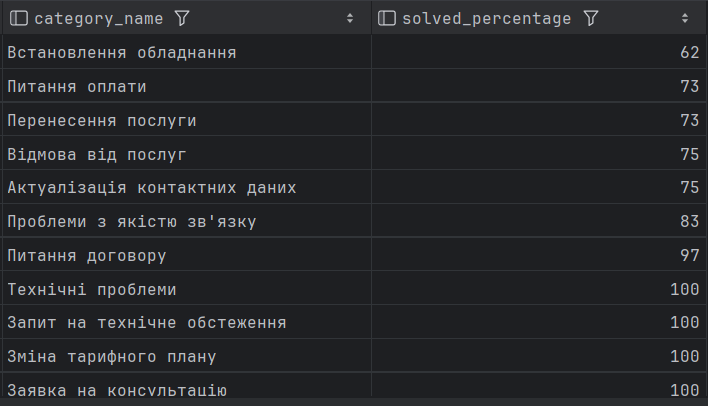 category_name solved_percentage
Встановлення обладнання 62
Питання оплати 73
Перенесення послуги 73
Відмова від послуг 75
Актуалізація контактних даних 75
Проблеми з якістю зв'язку 83
Питання договору 97
Технічні проблеми 100
Запит на технічне обстеження 100
Зміна тарифного плану 100
Заявка на консультацію 100